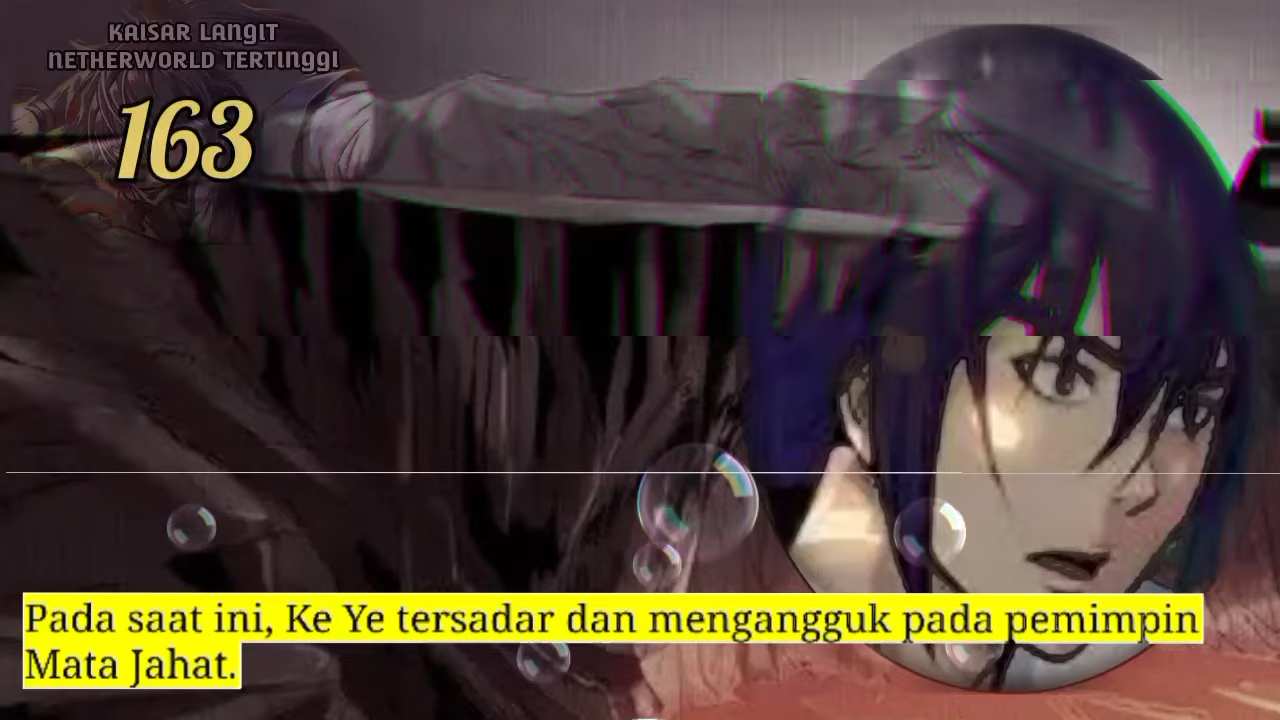 KAISAR LANGIT
NETHERWORLD TERTINGGI
163
Pada saat ini, Ke Ye tersadar dan mengangguk pada pemimpin
Mata Jahat.